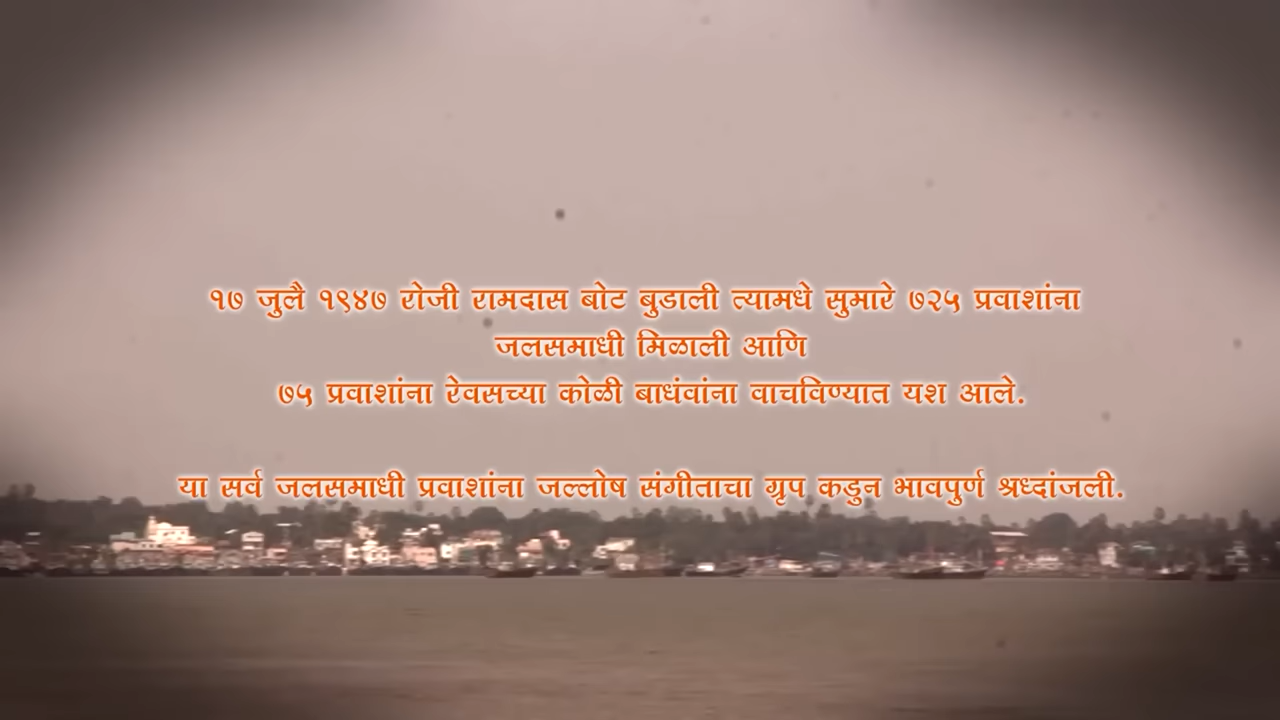 १७ जुलै १९४७ रोजी रामदास बोट बुडाली त्यामधे सुमारे ७२५ प्रवाशांना
जलसमाधी मिळाली आणि
७५ प्रवाशांना रेवसच्या कोळी बाधंवांना वाचविण्यात यश आले.
या सर्व जलसमाधी प्रवाशांना जल्लोष संगीताचा ग्रृप कडुन भावपुर्ण श्रध्दांजली.